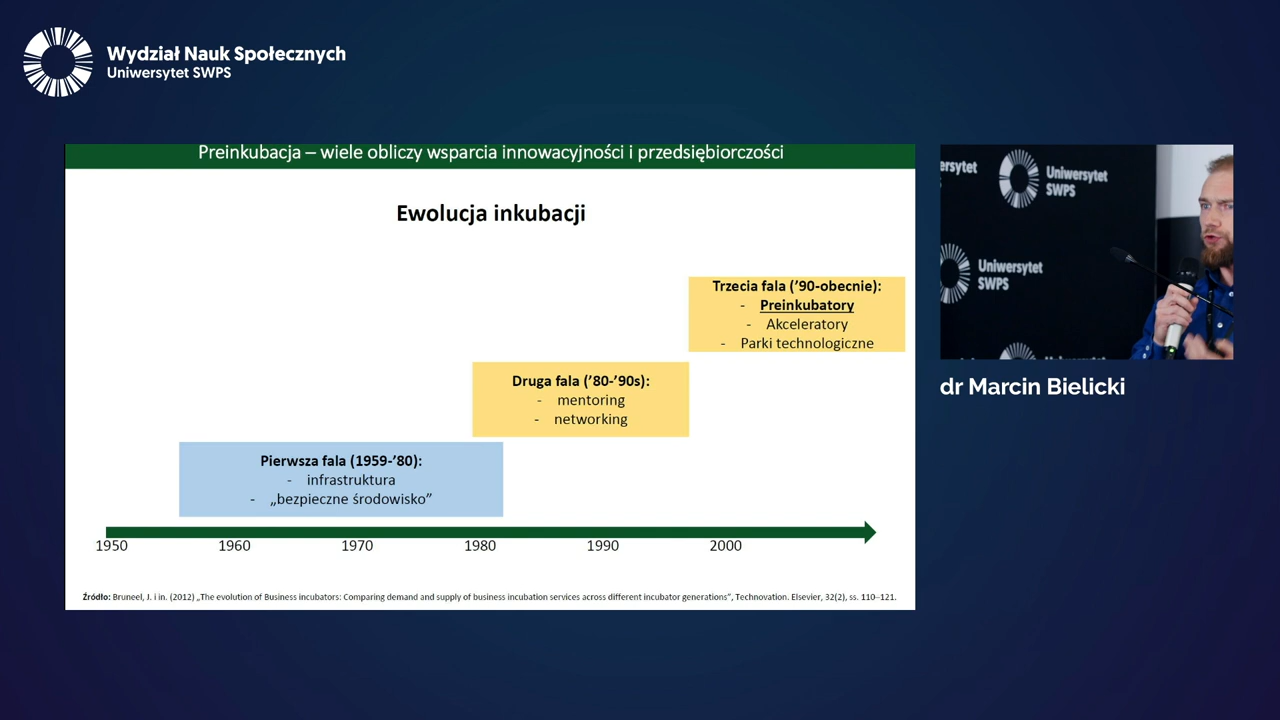 Wydział Nauk Społecznych
Uniwersytet SWPS
Preinkubacja – wiele obliczy wsparcia innowacyjności i przedsiębiorczości
Ewolucja inkubacji
Trzecia fala (’90-obecnie):
- Preinkubatory
- Akceleratory
- Parki technologiczne
Druga fala (’80-’90s):
- mentoring
- networking
Pierwsza fala (1959-’80):
- infrastruktura
- „bezpieczne środowisko”
1950 1960 1970 1980 1990 2000
Źródło: Bruneel, J. i in. (2012) „The evolution of Business incubators: Comparing demand and supply of business incubation services across different incubator generations”, Technovation. Elsevier, 32(2), ss. 110–121.
ersytet
Uniwersytet
SWPS
Uniwersytet
SWPS
dr Marcin Bielicki